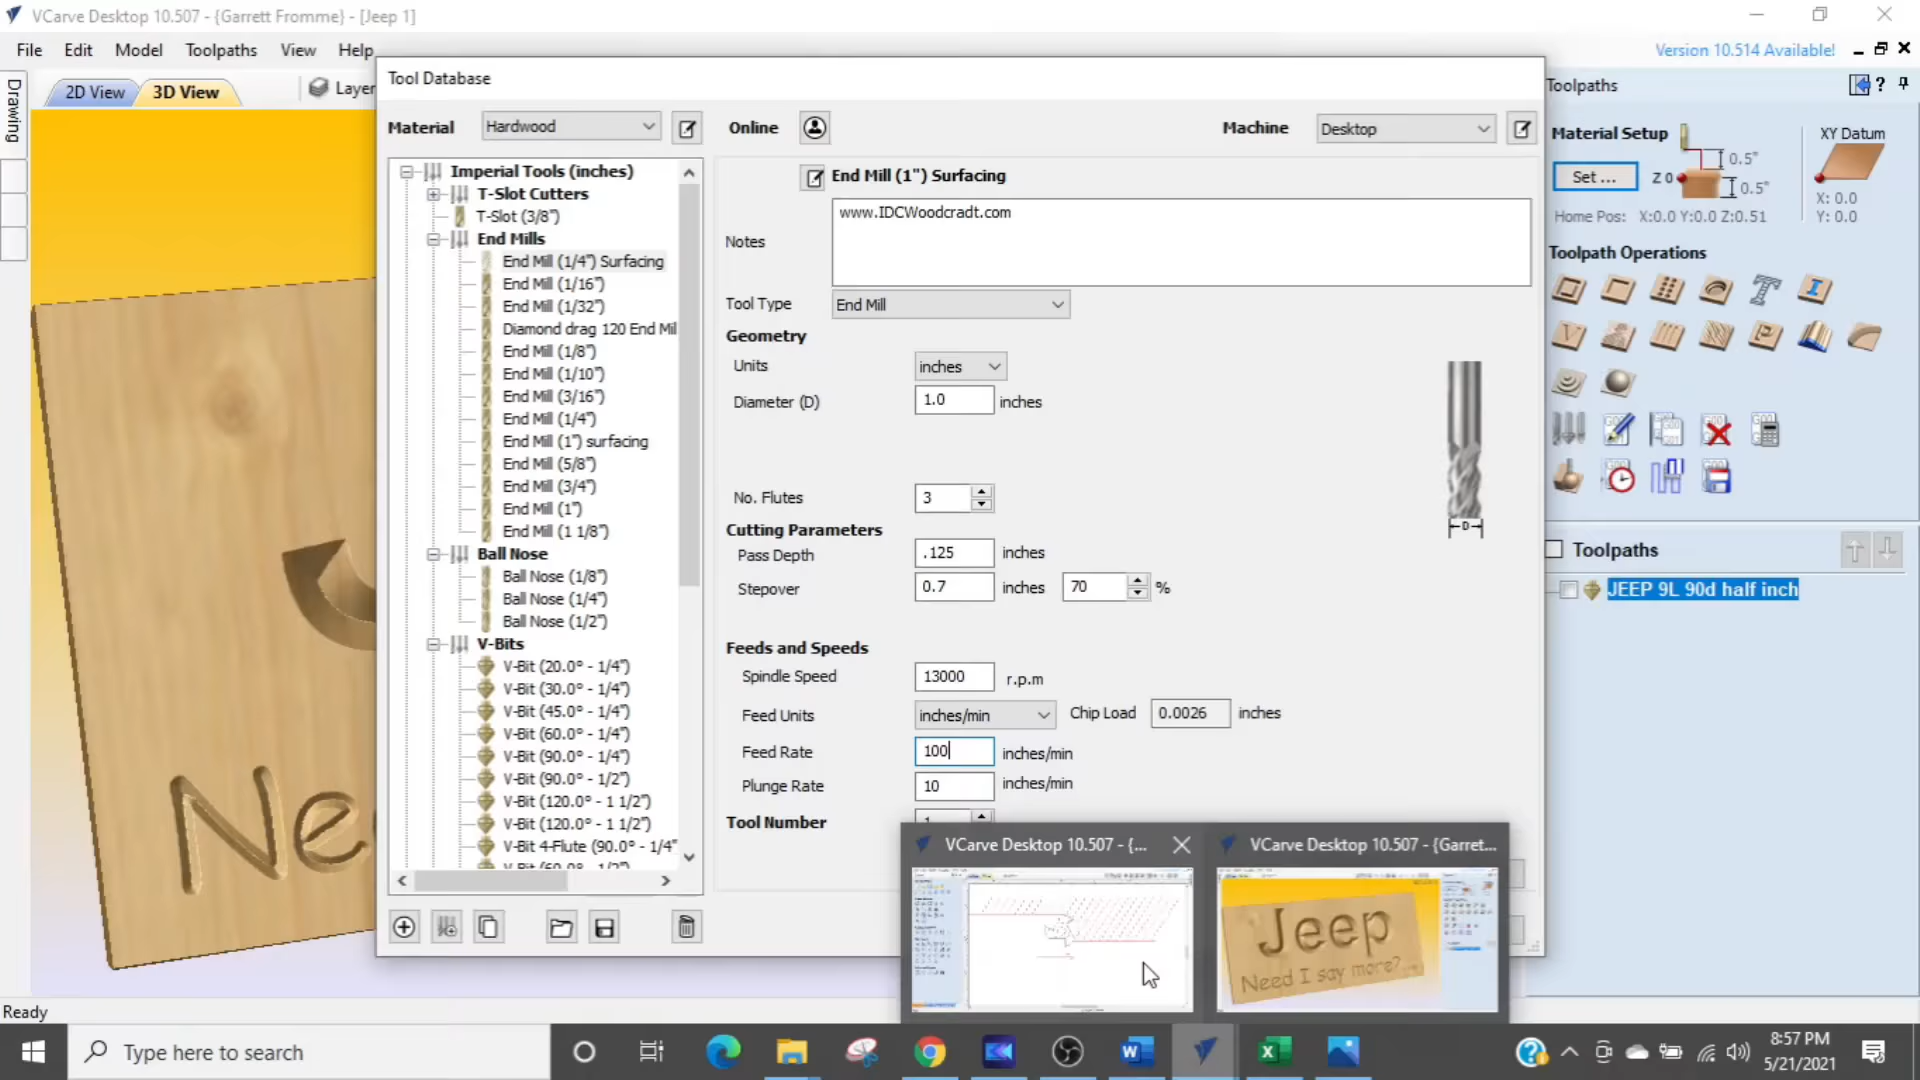 VCarve Desktop 10.507 - {Garrett Fromme} - [Jeep 1]
File Edit Model Toolpaths View Help
Version 10.514 Available!
Drawing
2D View 3D View
Layer
Tool Database
Material Hardwood Online Machine Desktop
Imperial Tools (inches)
T-Slot Cutters
T-Slot (3/8")
End Mills
End Mill (1/4") Surfacing
End Mill (1/16")
End Mill (1/32")
Diamond drag 120 End Mil
End Mill (1/8")
End Mill (1/10")
End Mill (3/16")
End Mill (1/4")
End Mill (1") surfacing
End Mill (5/8")
End Mill (3/4")
End Mill (1")
End Mill (1 1/8")
Ball Nose
Ball Nose (1/8")
Ball Nose (1/4")
Ball Nose (1/2")
V-Bits
V-Bit (20.0° - 1/4")
V-Bit (30.0° - 1/4")
V-Bit (45.0° - 1/4")
V-Bit (60.0° - 1/4")
V-Bit (90.0° - 1/4")
V-Bit (90.0° - 1/2")
V-Bit (120.0° - 1 1/2")
V-Bit (120.0° - 1 1/2")
V-Bit 4-Flute (90.0° - 1/4"
End Mill (1") Surfacing
Notes
www.IDCWoodcradt.com
Tool Type End Mill
Geometry
Units inches
Diameter (D) 1.0 inches
D
No. Flutes 3
Cutting Parameters
Pass Depth .125 inches
Stepover 0.7 inches 70 %
Feeds and Speeds
Spindle Speed 13000 r.p.m
Feed Units inches/min Chip Load 0.0026 inches
Feed Rate 100 inches/min
Plunge Rate 10 inches/min
Tool Number 1
VCarve Desktop 10.507 - {...
VCarve Desktop 10.507 - {Garret...
Jeep
Need I say more?
Toolpaths
Material Setup
Set ...
Z 0
0.5"
0.5"
XY Datum
X: 0.0
Y: 0.0
Home Pos: X:0.0 Y:0.0 Z:0.51
Toolpath Operations
Toolpaths
JEEP 9L 90d half inch
Ne
Ready
Type here to search
8:57 PM
5/21/2021